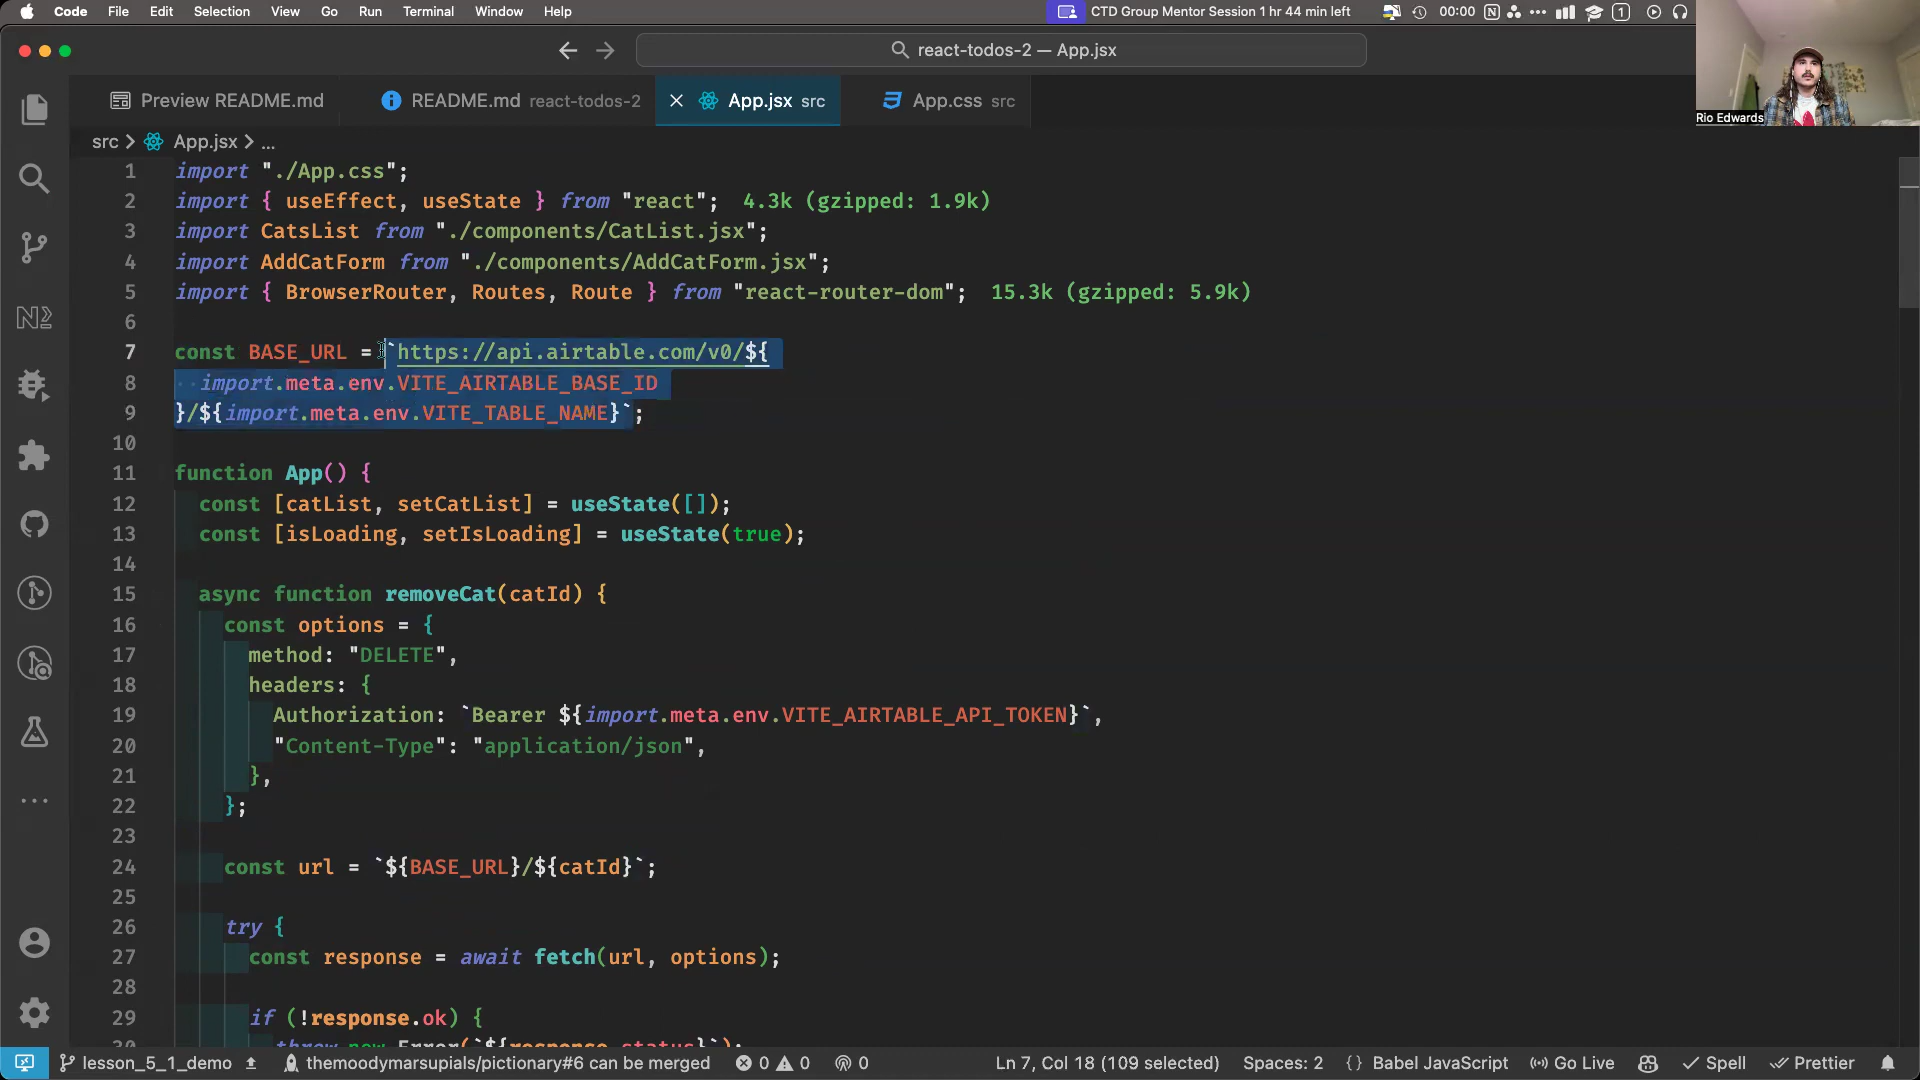 Code File Edit Selection View Go Run Terminal Window Help CTD Group Mentor Session 1 hr 44 min left 00:00 1
react-todos-2 — App.jsx
Preview README.md README.md react-todos-2 App.jsx src App.css src
Rio Edwards
src > App.jsx > ...
1 import "./App.css";
2 import { useEffect, useState } from "react"; 4.3k (gzipped: 1.9k)
3 import CatsList from "./components/CatList.jsx";
4 import AddCatForm from "./components/AddCatForm.jsx";
5 import { BrowserRouter, Routes, Route } from "react-router-dom"; 15.3k (gzipped: 5.9k)
6
7 const BASE_URL = `https://api.airtable.com/v0/${
8 import.meta.env.VITE_AIRTABLE_BASE_ID
9 }/${import.meta.env.VITE_TABLE_NAME}`;
10
11 function App() {
12 const [catList, setCatList] = useState([]);
13 const [isLoading, setIsLoading] = useState(true);
14
15 async function removeCat(catId) {
16 const options = {
17 method: "DELETE",
18 headers: {
19 Authorization: `Bearer ${import.meta.env.VITE_AIRTABLE_API_TOKEN}`,
20 "Content-Type": "application/json",
21 },
22 };
23
24 const url = `${BASE_URL}/${catId}`;
25
26 try {
27 const response = await fetch(url, options);
28
29 if (!response.ok) {
30 throw new Error(`${response.status}`);
lesson_5_1_demo themoodymarsupials/pictionary#6 can be merged 0 0 0 Ln 7, Col 18 (109 selected) Spaces: 2 {} Babel JavaScript Go Live Spell Prettier